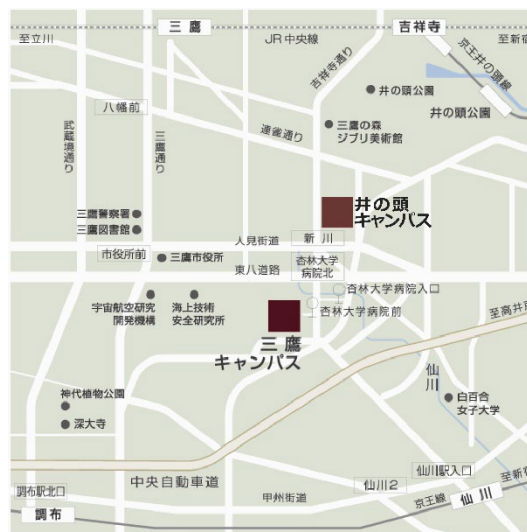 三鷹
吉祥寺
至立川
JR中央線
至新宿
吉祥寺通り
京王井の頭線
井の頭公園
井の頭公園
八幡前
連雀通り
三鷹の森
ジブリ美術館
武蔵境通り
三鷹通り
井の頭
キャンパス
三鷹警察署
三鷹図書館
人見街道
新川
市役所前
三鷹市役所
東八道路
杏林大学
病院北
杏林大学病院入口
宇宙航空研究
開発機構
海上技術
安全研究所
杏林大学病院前
至高井戸
三鷹
キャンパス
仙川
神代植物公園
深大寺
白百合
女子大学
中央自動車道
仙川駅入口
調布駅北口
甲州街道
仙川2
京王線
仙川
至新宿
調布